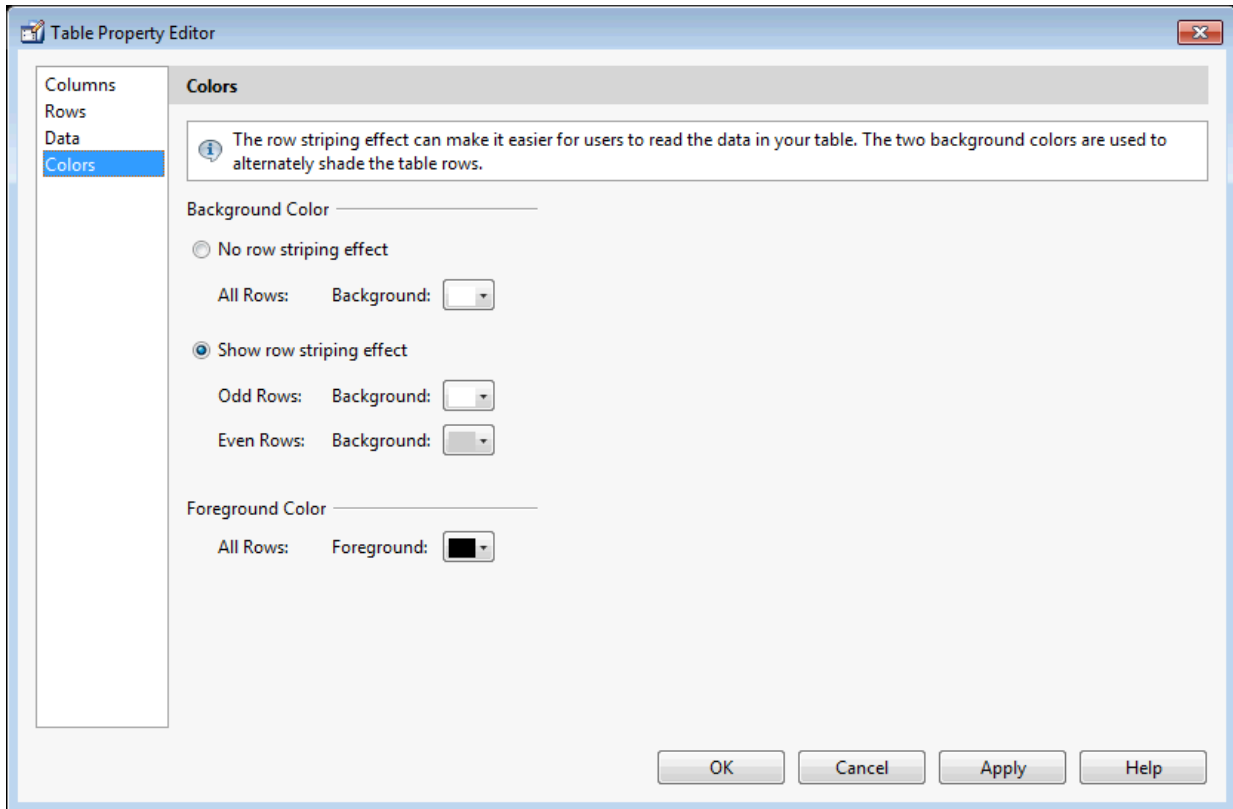 Table Property Editor
Columns
Rows
Data
Colors
Colors
The row striping effect can make it easier for users to read the data in your table. The two background colors are used to
alternately shade the table rows.
Background Color
No row striping effect
All Rows: Background:
Show row striping effect
Odd Rows: Background:
Even Rows: Background:
Foreground Color
All Rows: Foreground:
OK Cancel Apply Help